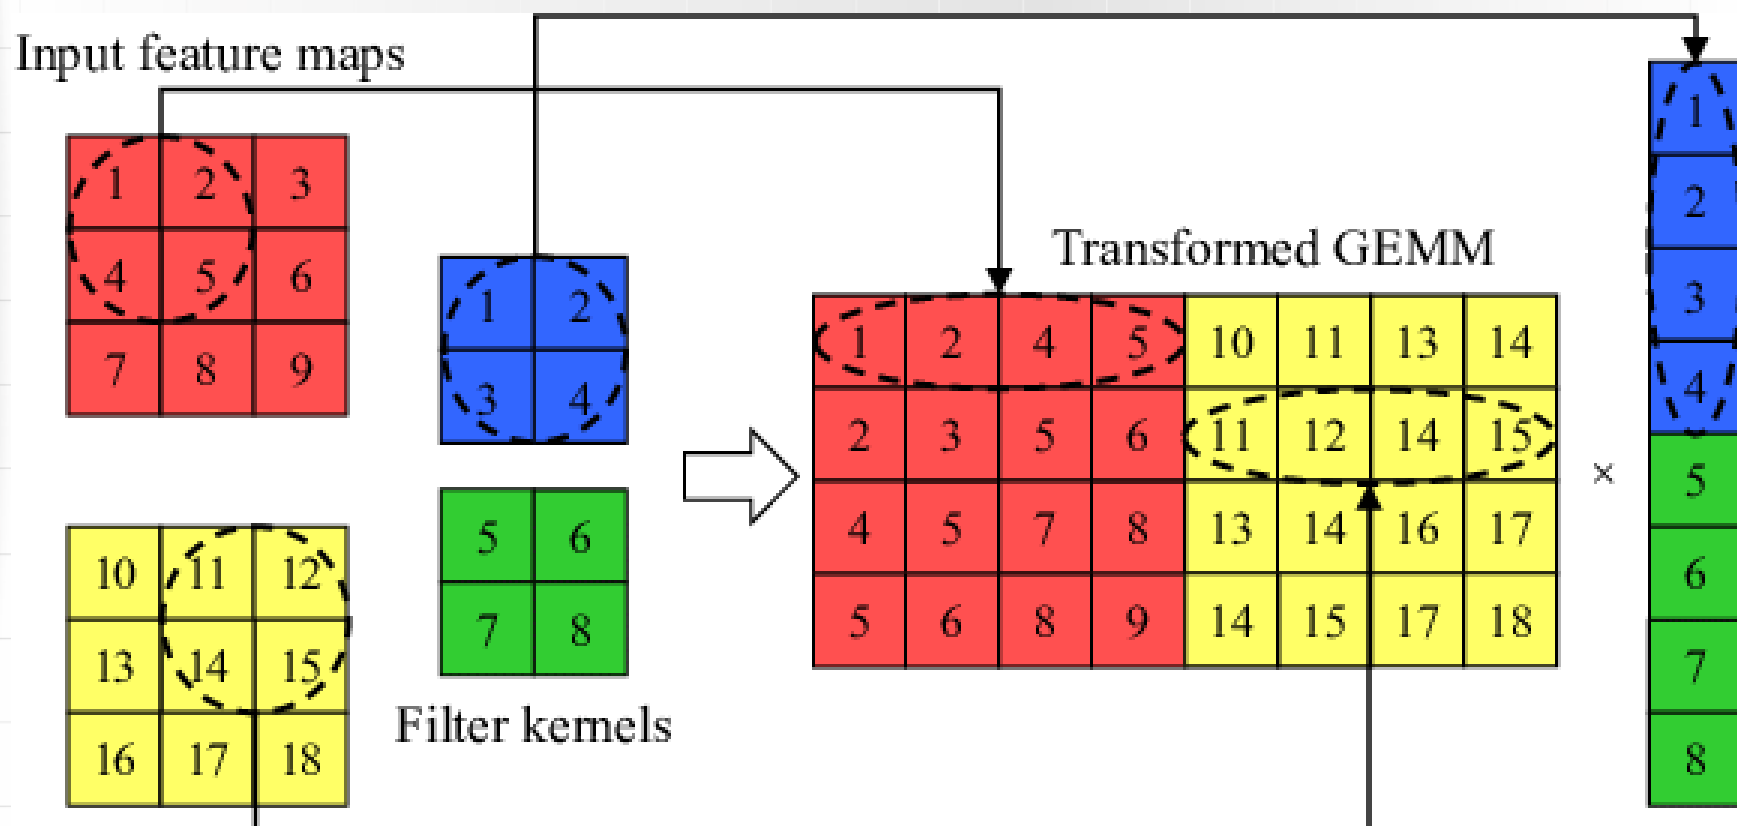 Input feature maps
1 2 3
4 5 6
7 8 9
10 11 12
13 14 15
16 17 18
1 2
3 4
5 6
7 8
Filter kernels
Transformed GEMM
1 2 4 5 10 11 13 14
2 3 5 6 11 12 14 15
4 5 7 8 13 14 16 17
5 6 8 9 14 15 17 18
×
1
2
3
4
5
6
7
8